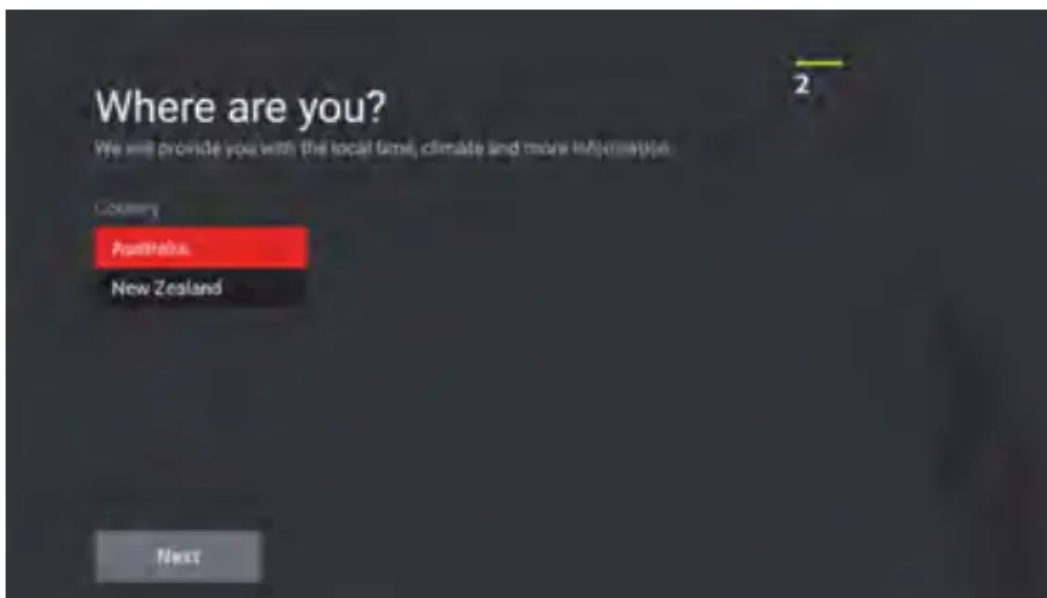 2
Where are you?
We will provide you with the local time, climate and more information.
Country
Australia
New Zealand
Next